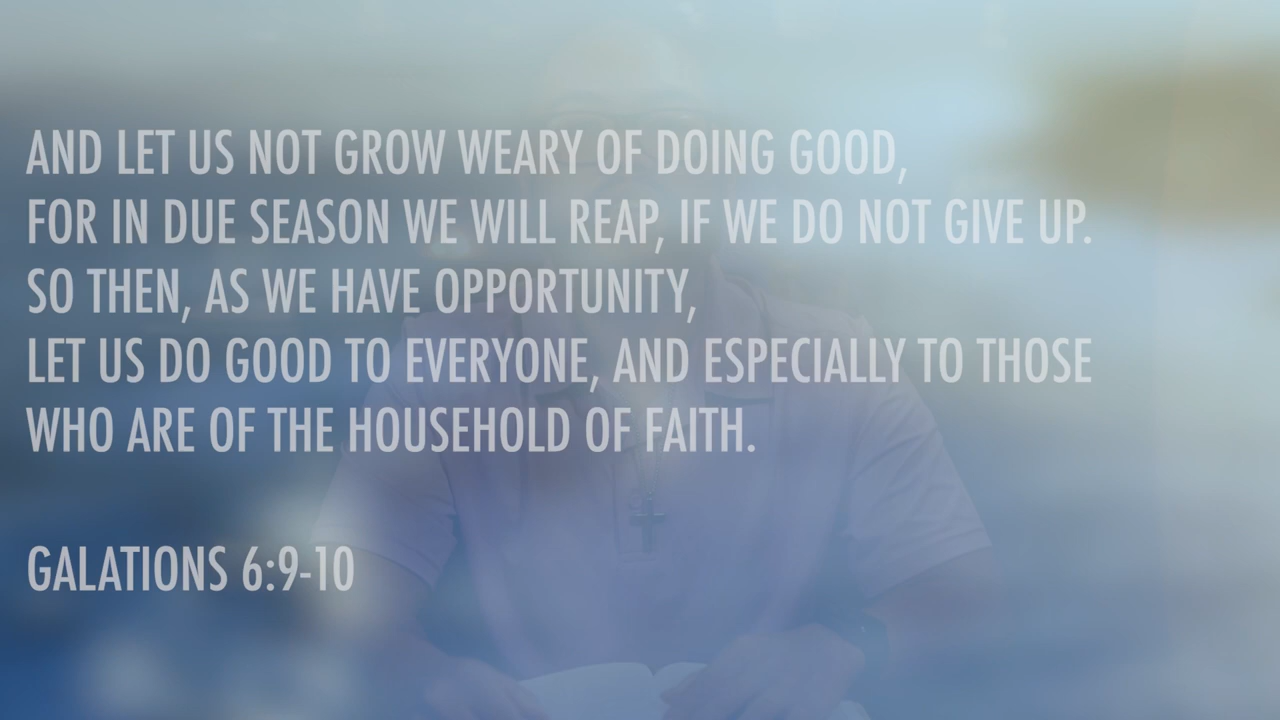 AND LET US NOT GROW WEARY OF DOING GOOD,
FOR IN DUE SEASON WE WILL REAP, IF WE DO NOT GIVE UP.
SO THEN, AS WE HAVE OPPORTUNITY,
LET US DO GOOD TO EVERYONE, AND ESPECIALLY TO THOSE
WHO ARE OF THE HOUSEHOLD OF FAITH.
GALATIONS 6:9-10